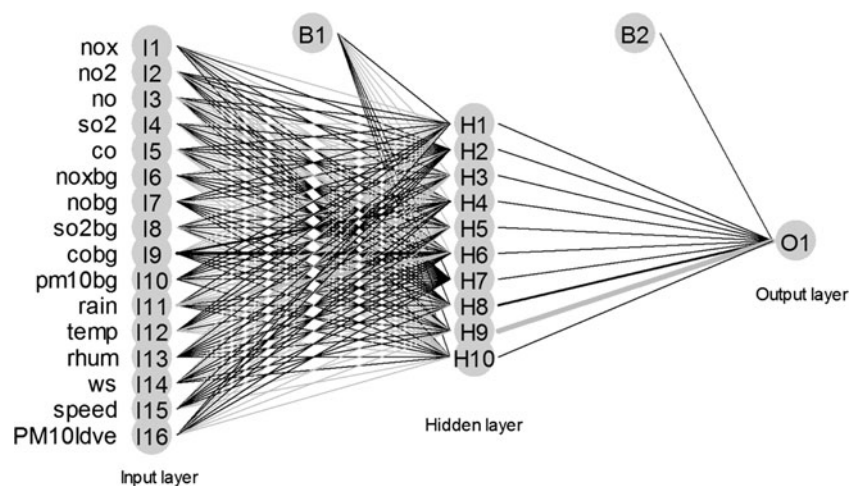 B1
B2
nox I1
no2 I2
no I3
so2 I4
co I5
noxbg I6
nobg I7
so2bg I8
cobg I9
pm10bg I10
rain I11
temp I12
rhum I13
ws I14
speed I15
PM10ldve I16
H1
H2
H3
H4
H5
H6
H7
H8
H9
H10
O1
Output layer
Hidden layer
Input layer